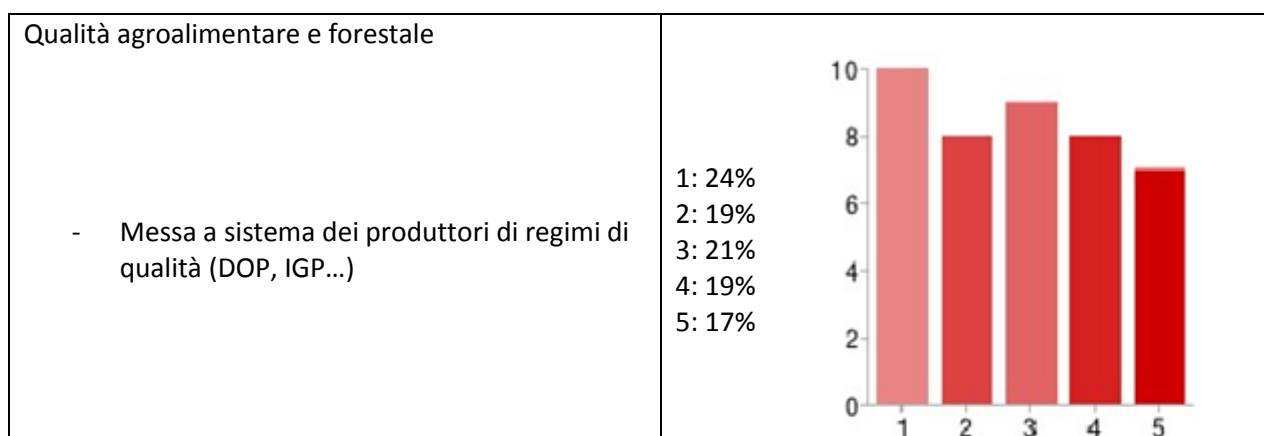 Qualità agroalimentare e forestale
- Messa a sistema dei produttori di regimi di
qualità (DOP, IGP…)
1: 24%
2: 19%
3: 21%
4: 19%
5: 17%
10
8
6
4
2
0
1 2 3 4 5